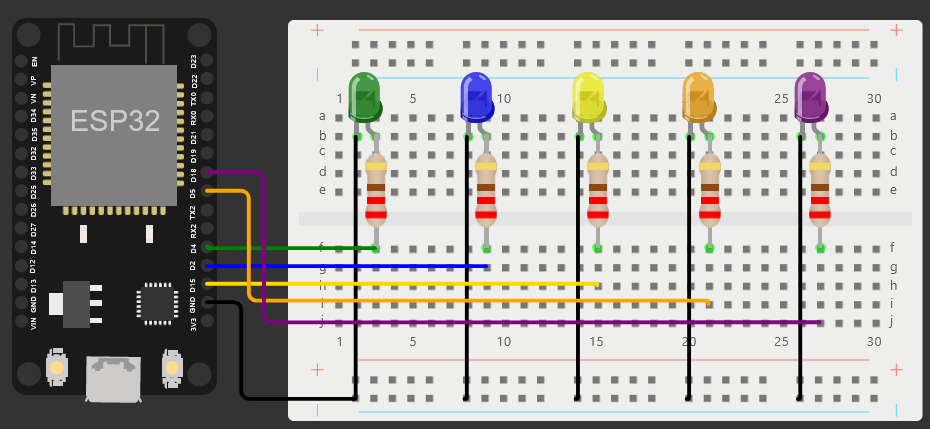 EN
VP
VN
D34
D35
D32
D33
D25
D26
D27
D14
D12
D13
GND
VIN
ESP32
D23
D22
TX0
RX0
D21
D19
D18
D5
TX2
RX2
D4
D2
D15
GND
3V3
+ +
1 5 10 25 30
a a
b b
c c
d d
e e
f f
g g
h h
i i
j j
1 5 10 15 20 25 30
+ +